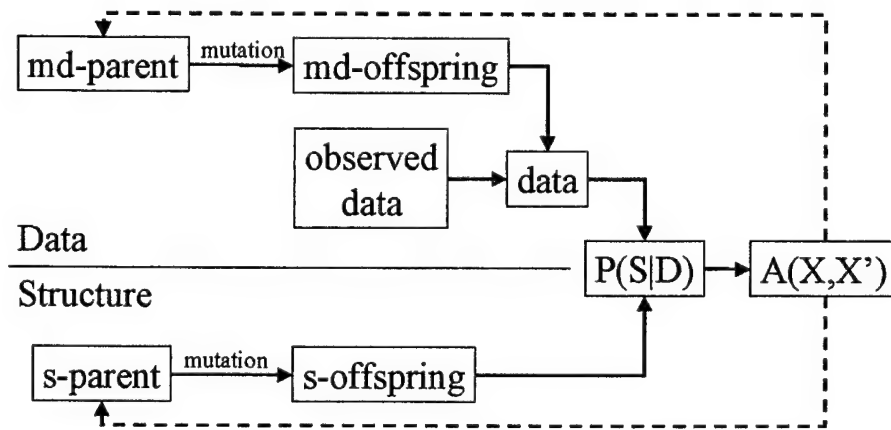 mutation
md-parent
md-offspring
observed
data
data
Data
P(S|D)
A(X,X’)
Structure
mutation
s-parent
s-offspring